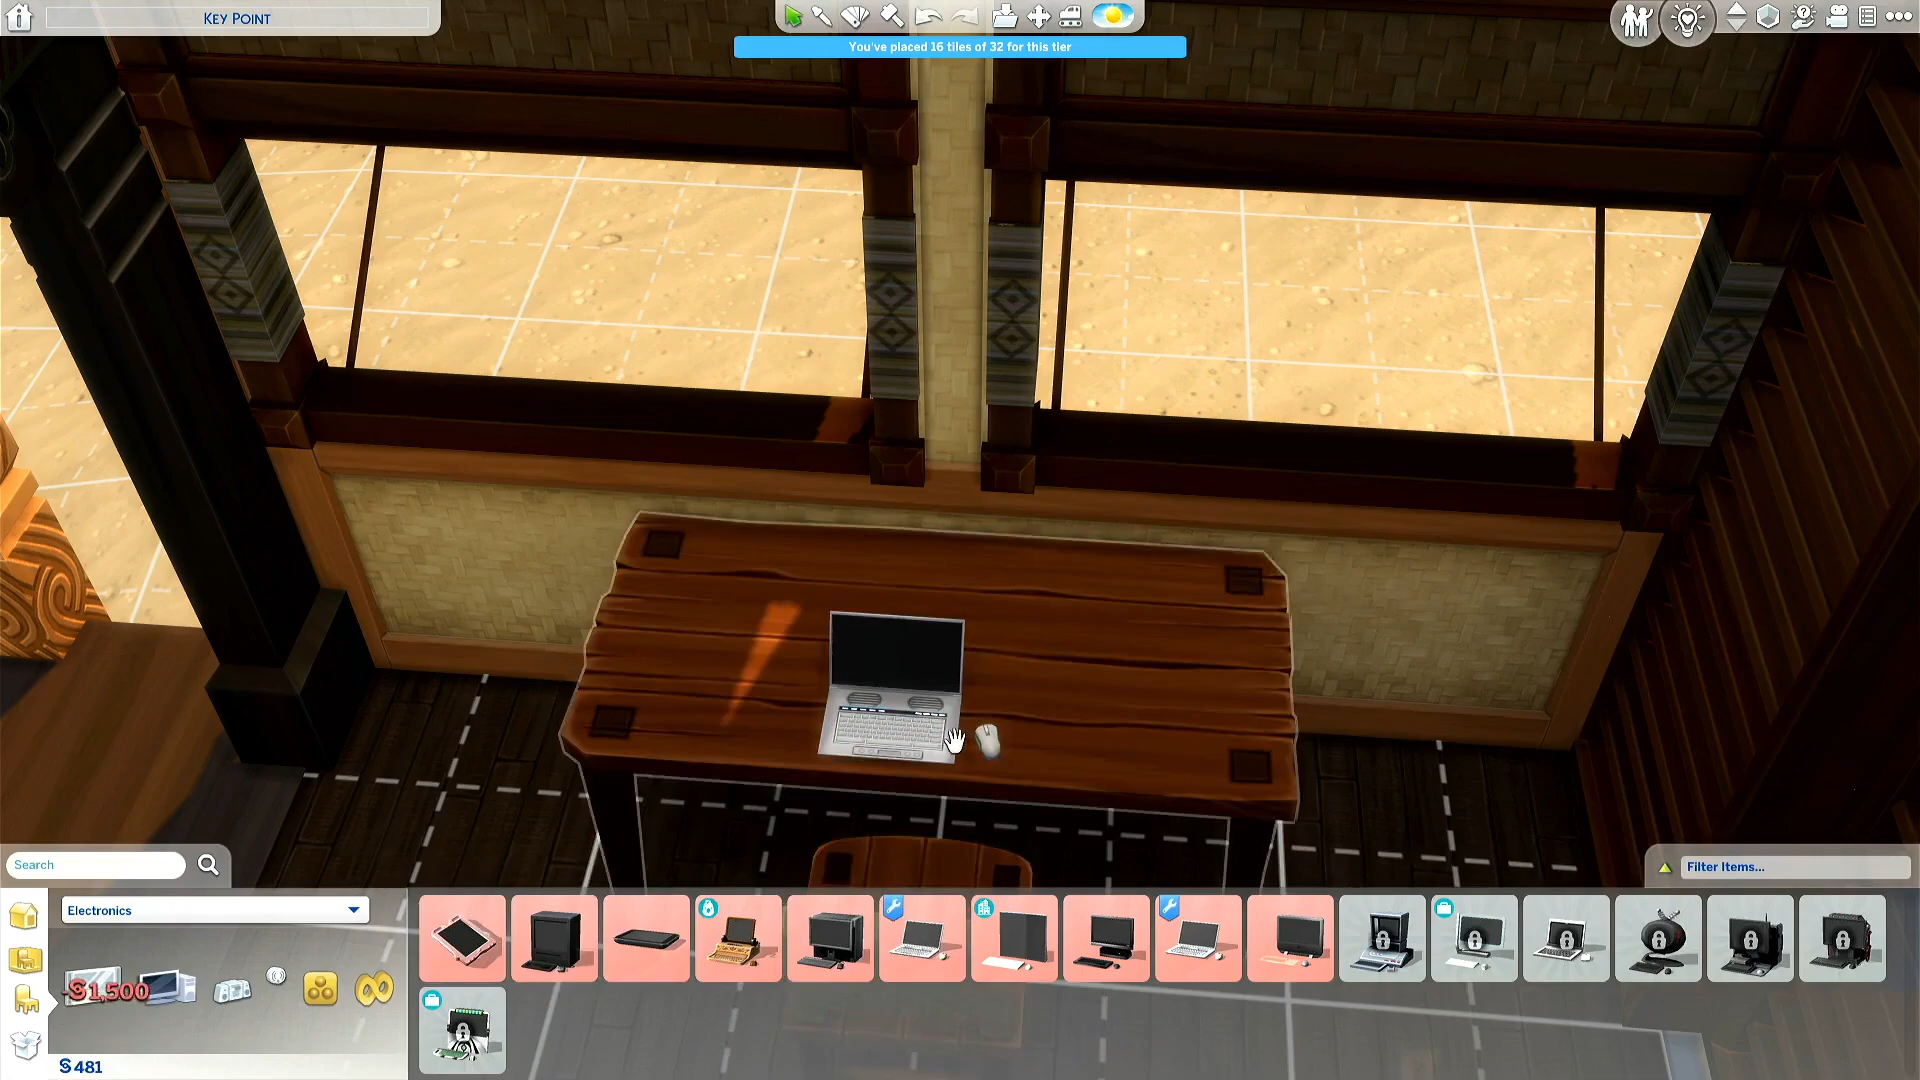 KEY POINT
You've placed 16 tiles of 32 for this tier
Search
Filter Items...
Electronics
-§1,500
§481